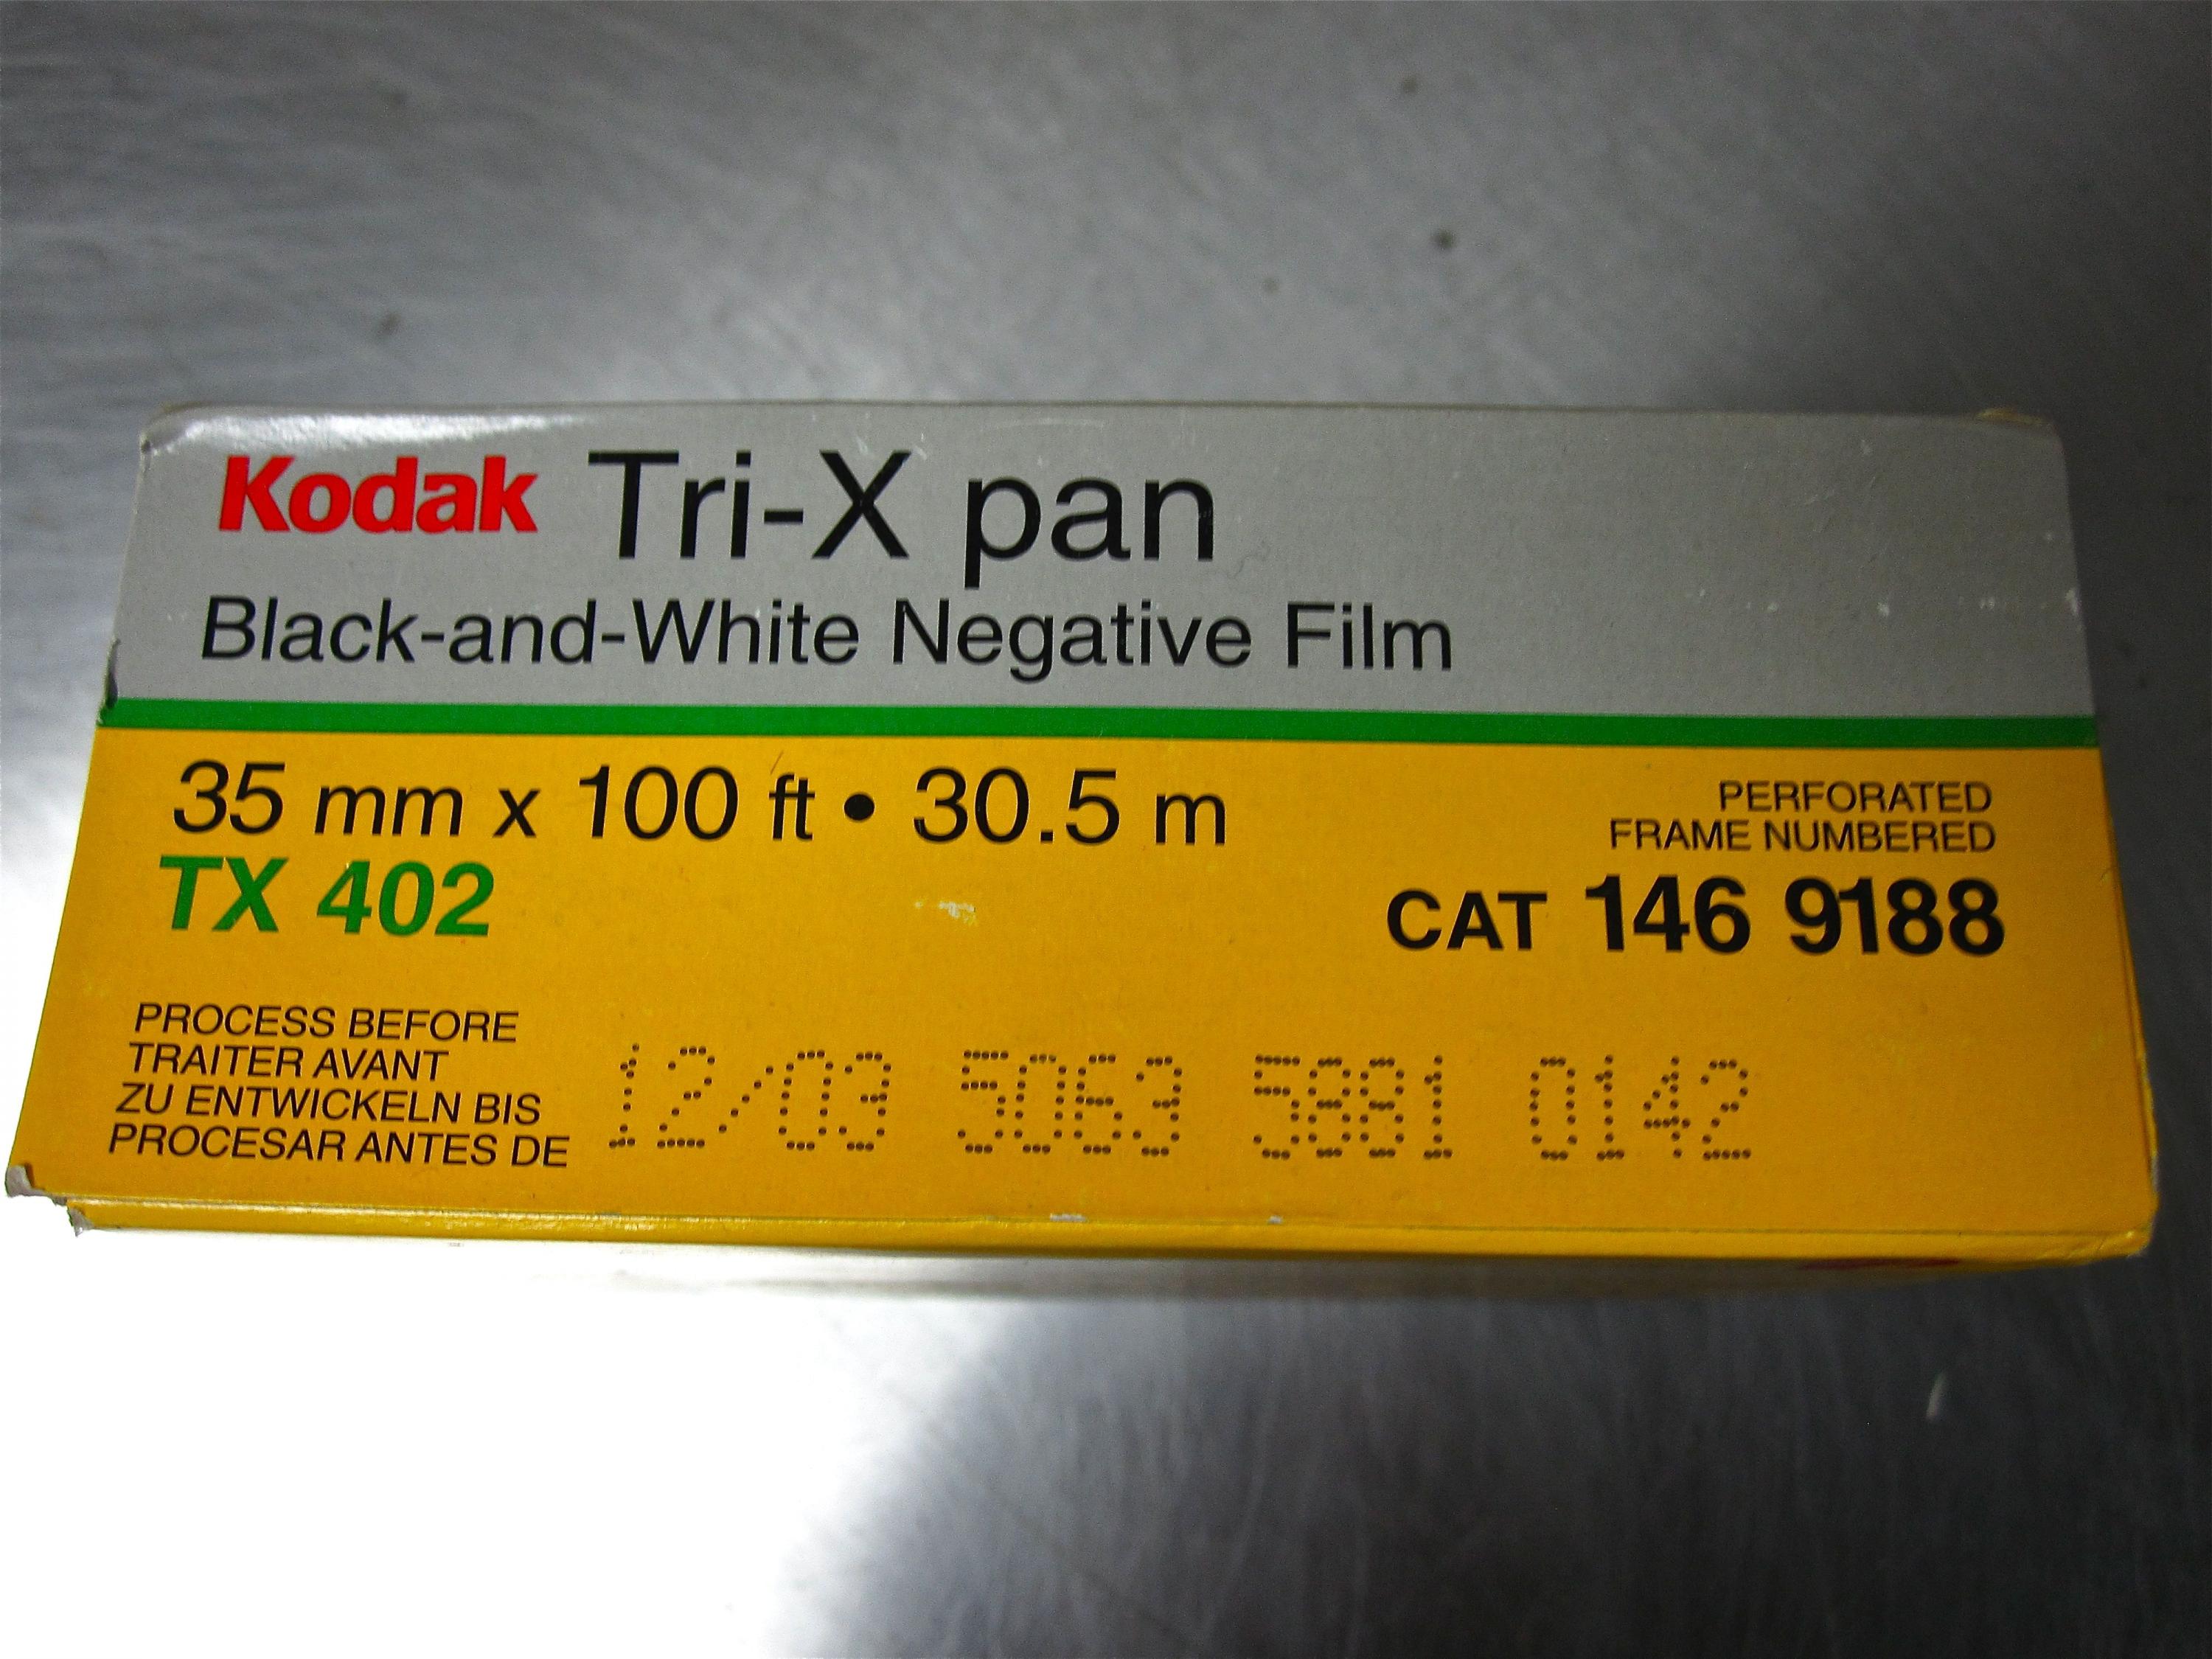 Kodak Tri-X pan
Black-and-White Negative Film
35 mm x 100 ft • 30.5 m
TX 402
PERFORATED
FRAME NUMBERED
CAT 146 9188
PROCESS BEFORE
TRAITER AVANT
ZU ENTWICKELN BIS
PROCESAR ANTES DE
12/03 5063 5881 0142